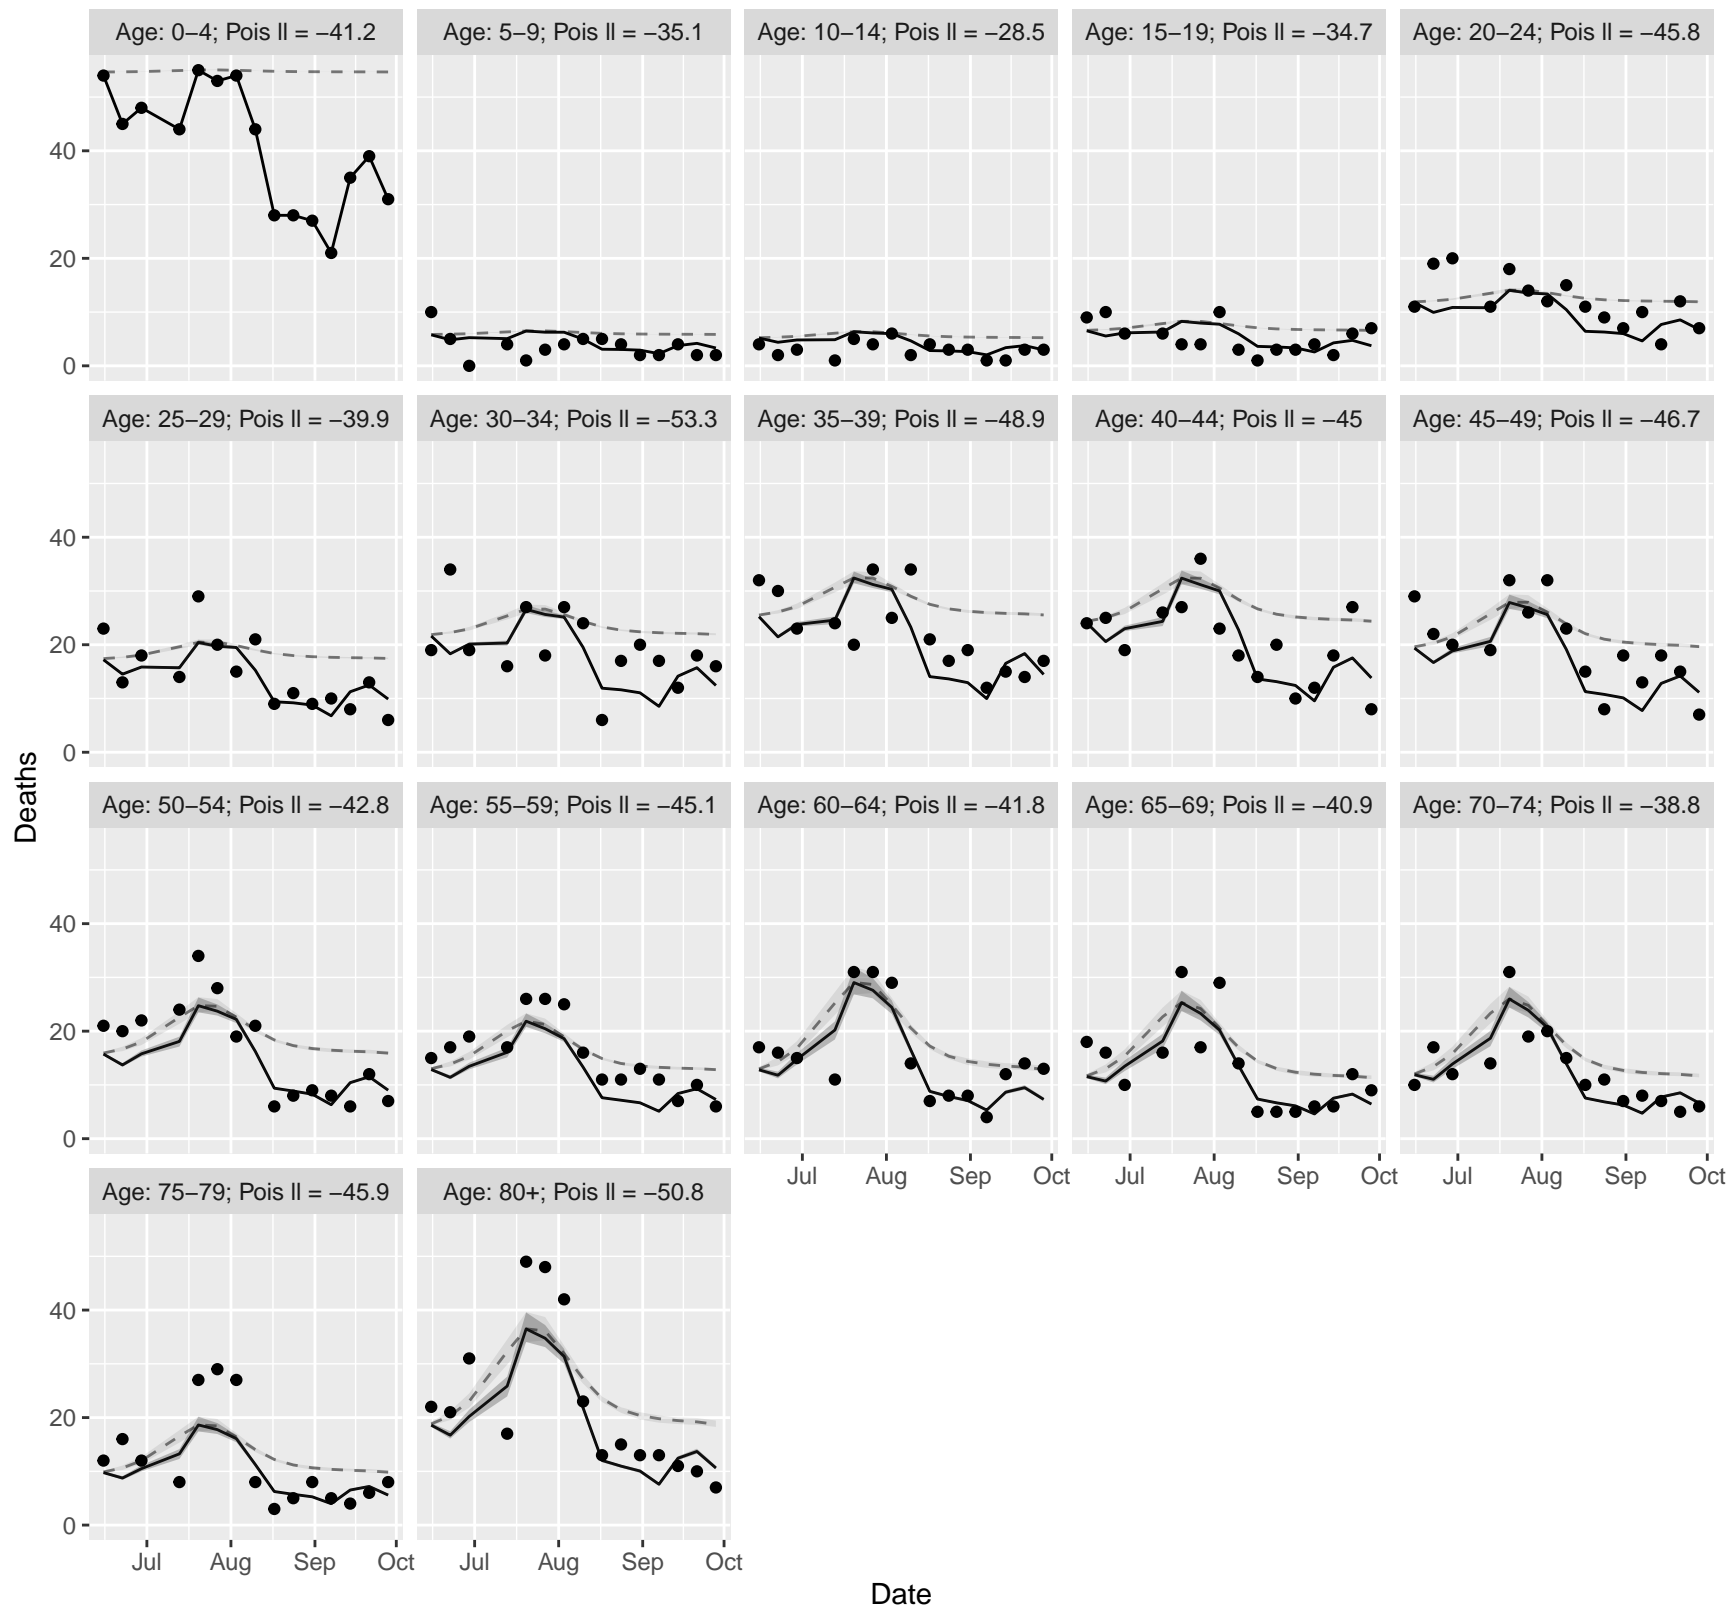 Age: 0−4; Pois ll = −41.2
Age: 5−9; Pois ll = −35.1
Age: 10−14; Pois ll = −28.5
Age: 15−19; Pois ll = −34.7
Age: 20−24; Pois ll = −45.8
40
20
0
Age: 25−29; Pois ll = −39.9
Age: 30−34; Pois ll = −53.3
Age: 35−39; Pois ll = −48.9
Age: 40−44; Pois ll = −45
Age: 45−49; Pois ll = −46.7
40
20
0
Deaths
Age: 50−54; Pois ll = −42.8
Age: 55−59; Pois ll = −45.1
Age: 60−64; Pois ll = −41.8
Age: 65−69; Pois ll = −40.9
Age: 70−74; Pois ll = −38.8
40
20
0
Jul Aug Sep Oct
Jul Aug Sep Oct
Jul Aug Sep Oct
Age: 75−79; Pois ll = −45.9
Age: 80+; Pois ll = −50.8
40
20
0
Jul Aug Sep Oct
Jul Aug Sep Oct
Date